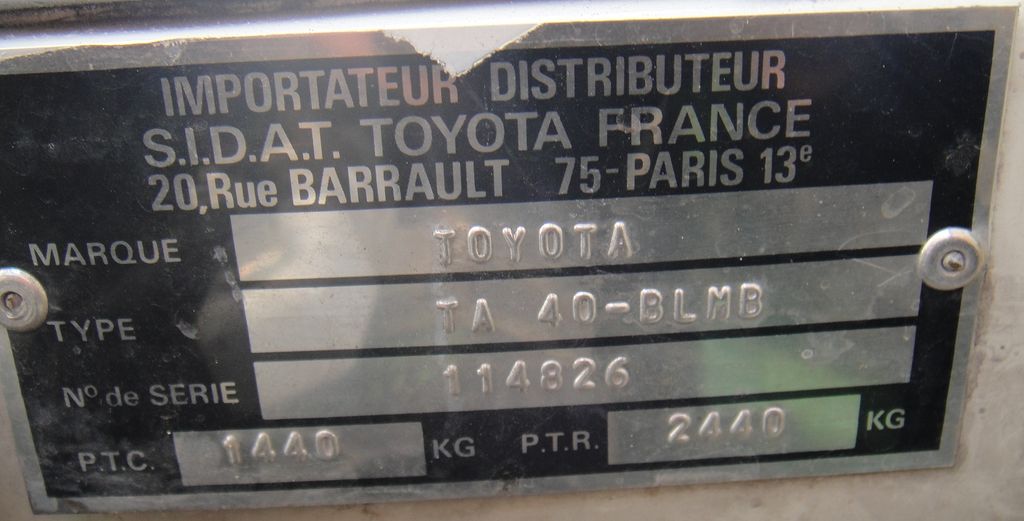 IMPORTATEUR DISTRIBUTEUR
S.I.D.A.T. TOYOTA FRANCE
20,Rue BARRAULT 75-PARIS 13e
MARQUE TOYOTA
TYPE TA 40-BLMB
No de SERIE 114826
P.T.C. 1440 KG P.T.R. 2440 KG